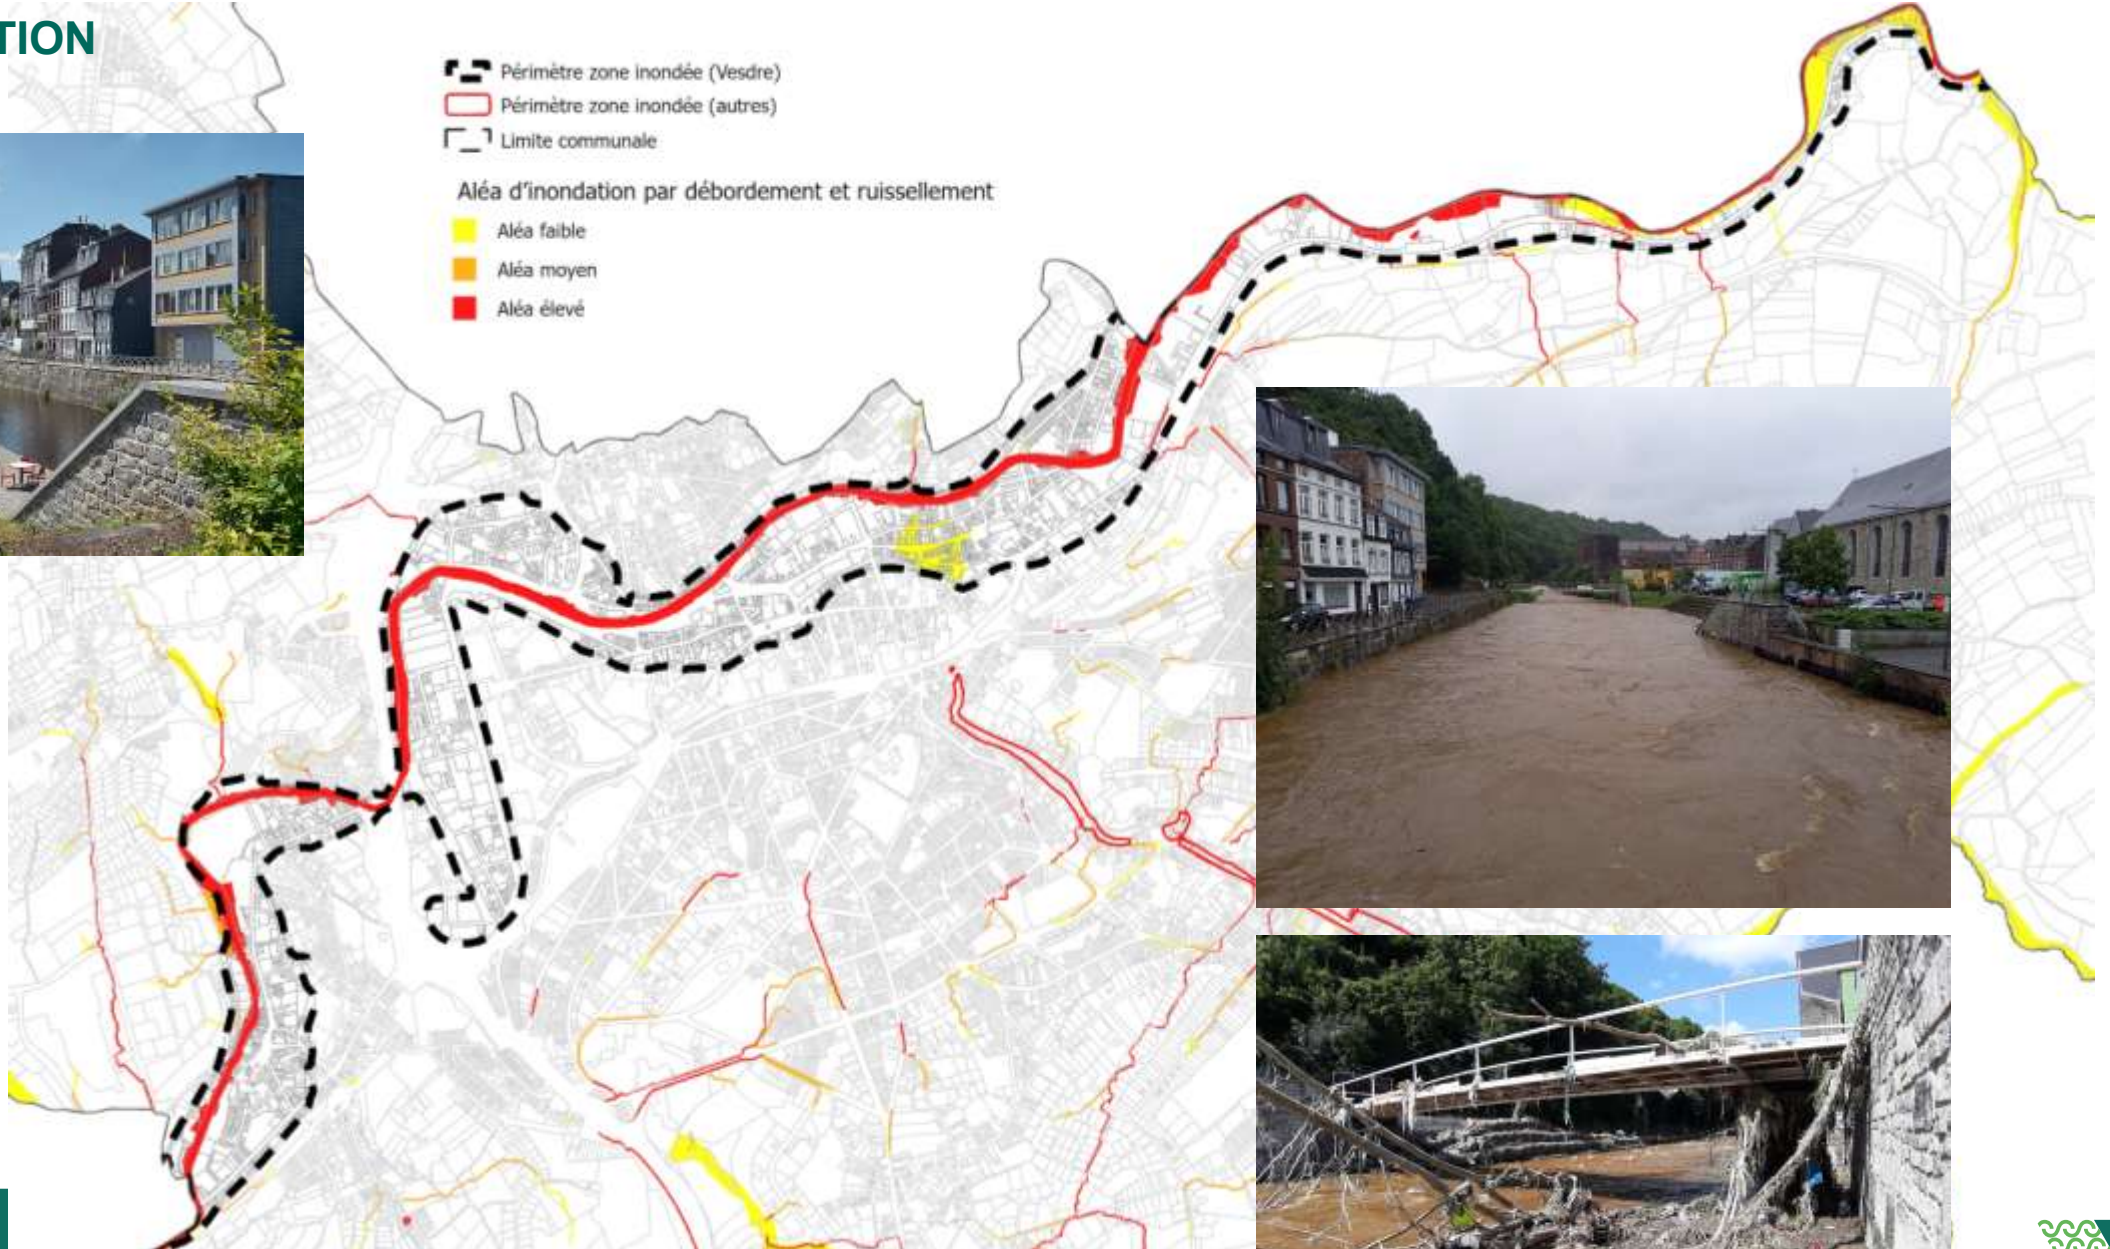 TION
Périmètre zone inondée (Vesdre)
Périmètre zone inondée (autres)
Limite communale
Aléa d'inondation par débordement et ruissellement
Aléa faible
Aléa moyen
Aléa élevé